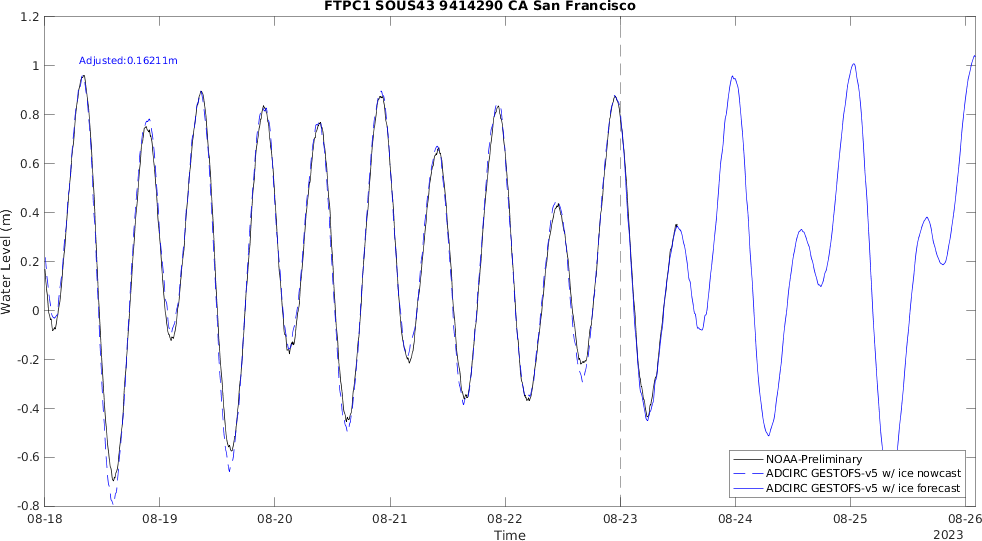 FTPC1 SOUS43 9414290 CA San Francisco
Adjusted:0.16211m
Water Level (m)
1.2
1
0.8
0.6
0.4
0.2
0
-0.2
-0.4
-0.6
-0.8
NOAA-Preliminary
ADCIRC GESTOFS-v5 w/ ice nowcast
ADCIRC GESTOFS-v5 w/ ice forecast
08-18 08-19 08-20 08-21 08-22 08-23 08-24 08-25 08-26
Time
2023